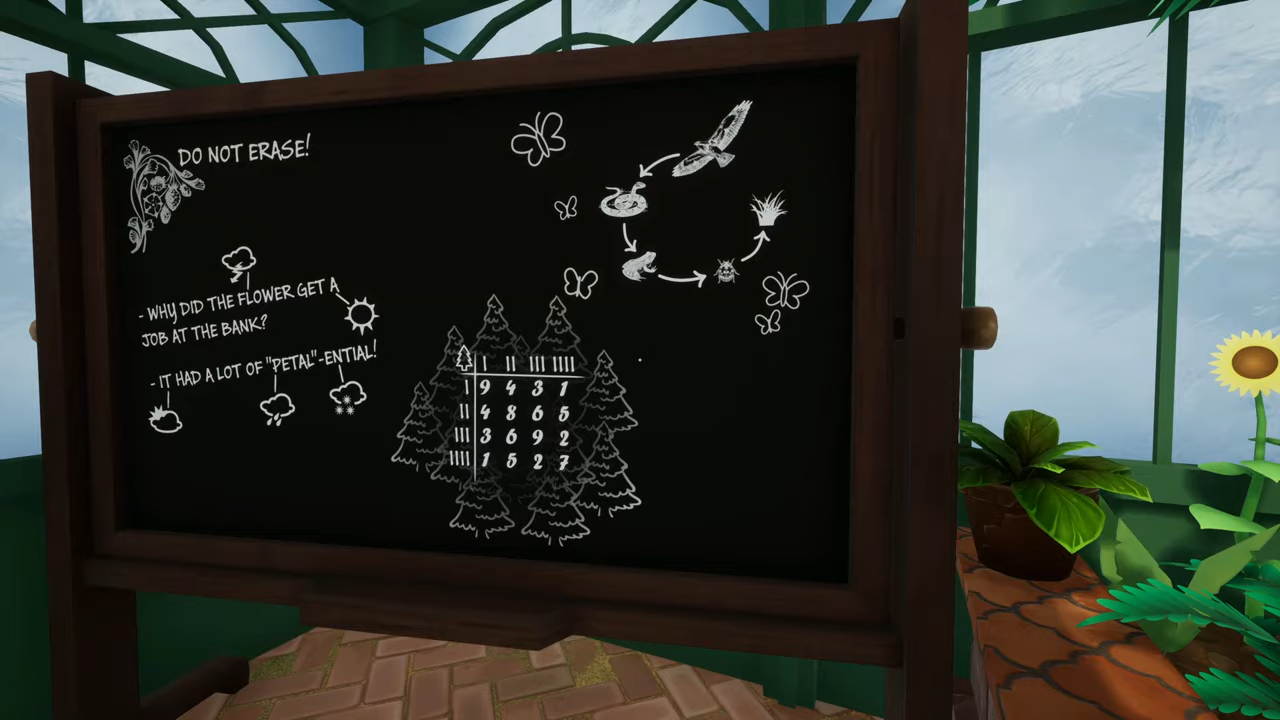 DO NOT ERASE!
- WHY DID THE FLOWER GET A
JOB AT THE BANK?
- IT HAD A LOT OF "PETAL"-ENTIAL!
I II III IIII
I 9 4 3 1
II 4 8 6 5
III 3 6 9 2
IIII 1 5 2 7